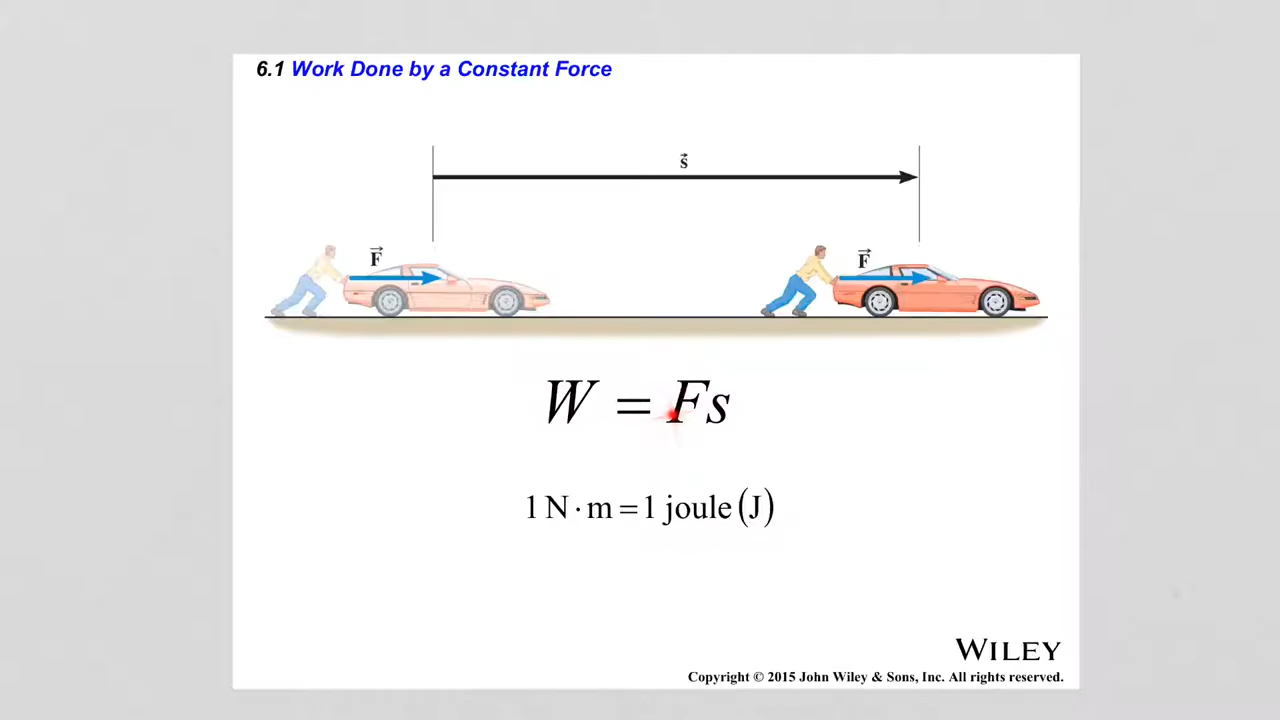 6.1 Work Done by a Constant Force
s⃗
F⃗ F⃗
W = Fs
1 N · m = 1 joule (J)
WILEY
Copyright © 2015 John Wiley & Sons, Inc. All rights reserved.